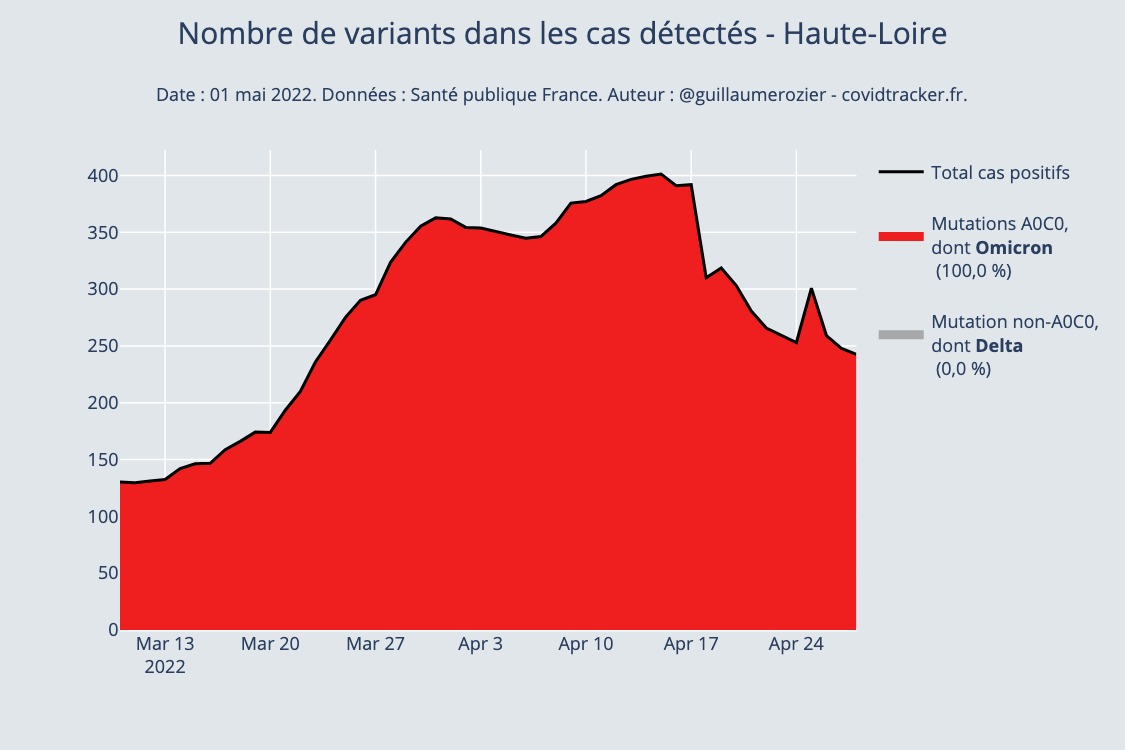 Nombre de variants dans les cas détectés - Haute-Loire
Date : 01 mai 2022. Données : Santé publique France. Auteur : @guillaumerozier - covidtracker.fr.
400
350
300
250
200
150
100
50
0
Mar 13
2022
Mar 20
Mar 27
Apr 3
Apr 10
Apr 17
Apr 24
Total cas positifs
Mutations A0C0,
dont Omicron
(100,0 %)
Mutation non-A0C0,
dont Delta
(0,0 %)